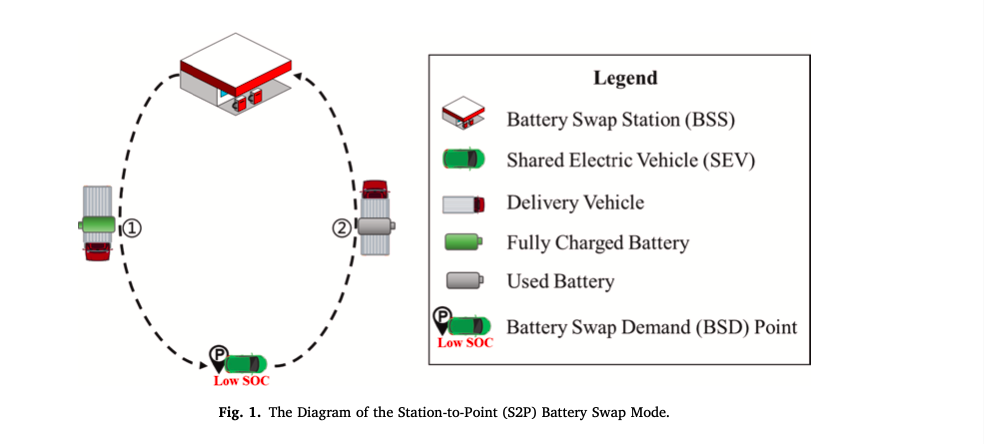 Legend
Battery Swap Station (BSS)
Shared Electric Vehicle (SEV)
① ②
Delivery Vehicle
Fully Charged Battery
Used Battery
P
Low SOC
P
Low SOC
Battery Swap Demand (BSD) Point
Fig. 1. The Diagram of the Station-to-Point (S2P) Battery Swap Mode.